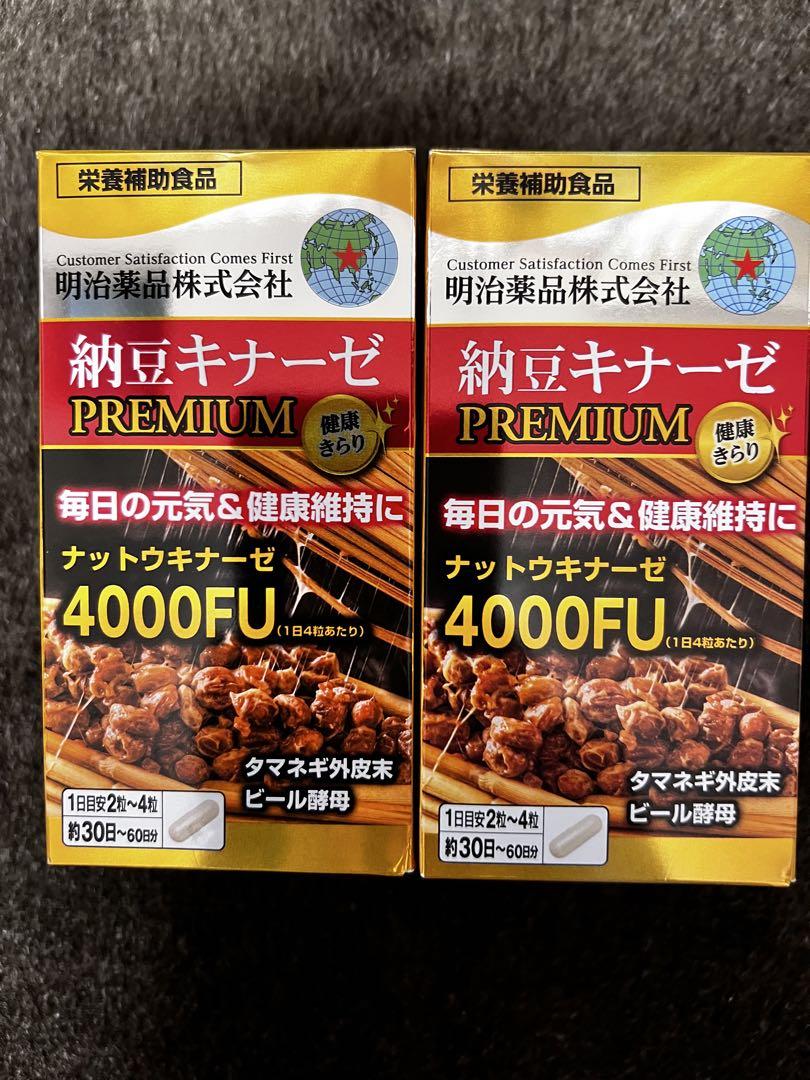 栄養補助食品
Customer Satisfaction Comes First
明治薬品株式会社
納豆キナーゼ
PREMIUM
健康
きらり
毎日の元気&健康維持に
ナットウキナーゼ
4000FU(1日4粒あたり)
タマネギ外皮末
ビール酵母
1日目安2粒～4粒
約30日～60日分
栄養補助食品
Customer Satisfaction Comes First
明治薬品株式会社
納豆キナーゼ
PREMIUM
健康
きらり
毎日の元気&健康維持に
ナットウキナーゼ
4000FU(1日4粒あたり)
タマネギ外皮末
ビール酵母
1日目安2粒～4粒
約30日～60日分